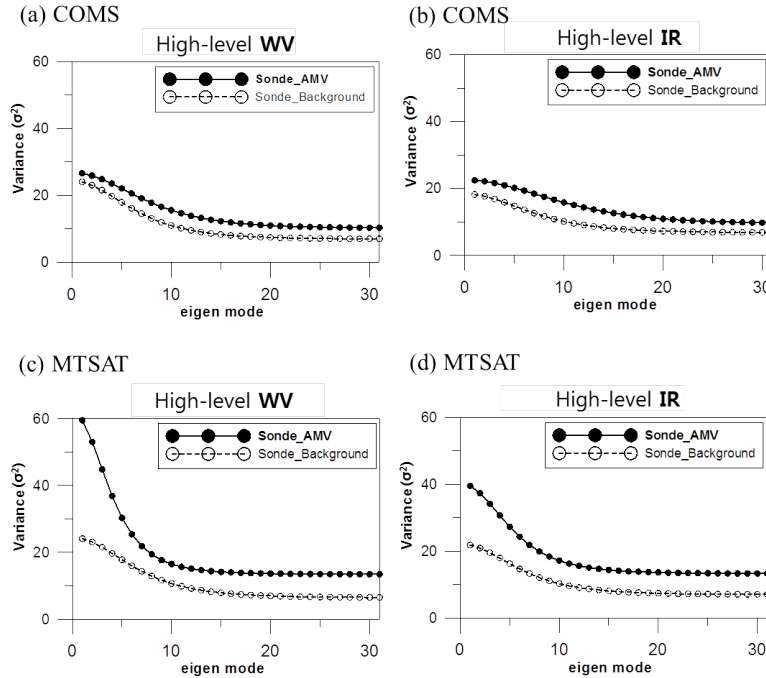 (a) COMS
High-level WV
60
40
20
0
Variance (σ²)
Sonde_AMV
Sonde_Background
0 10 20 30
eigen mode
(b) COMS
High-level IR
60
40
20
0
Variance (σ²)
Sonde_AMV
Sonde_Background
0 10 20 30
eigen mode
(c) MTSAT
High-level WV
60
40
20
0
Variance (σ²)
Sonde_AMV
Sonde_Background
0 10 20 30
eigen mode
(d) MTSAT
High-level IR
60
40
20
0
Variance (σ²)
Sonde_AMV
Sonde_Background
0 10 20 30
eigen mode